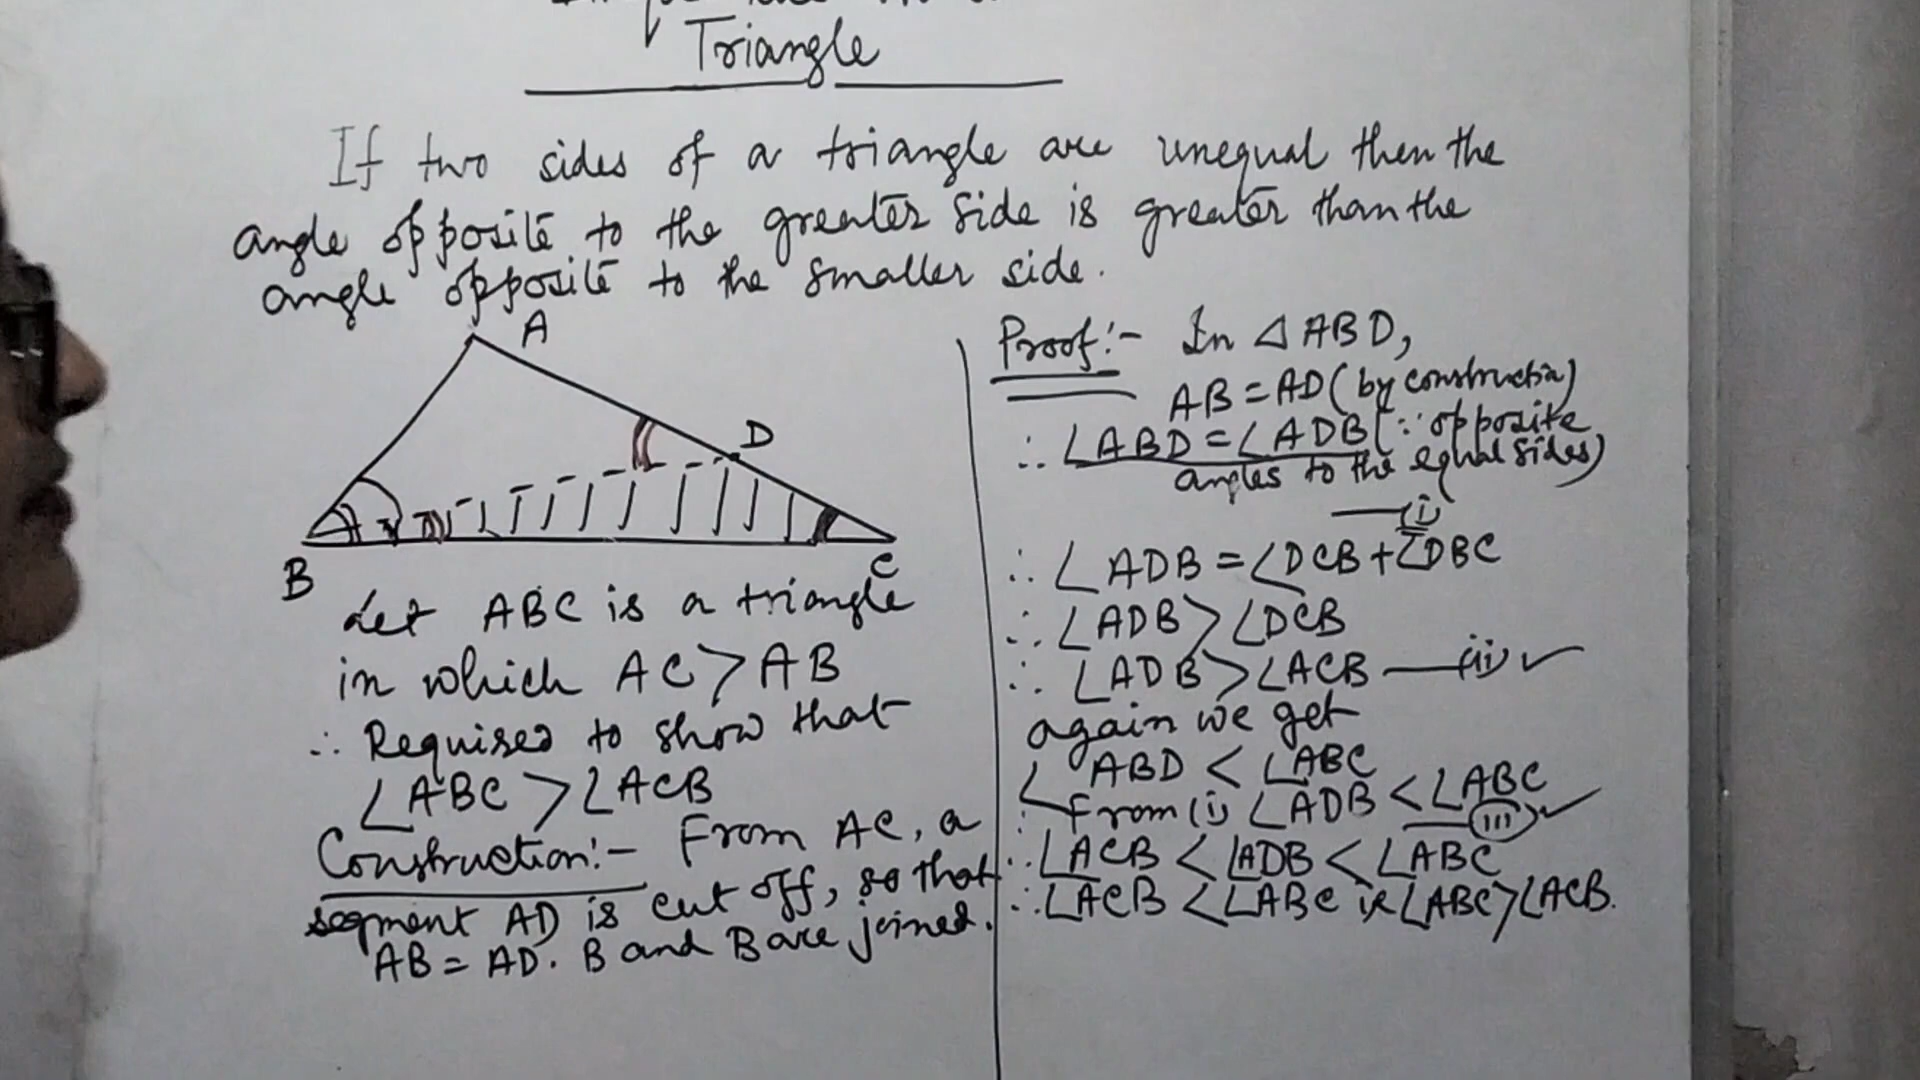 Triangle
If two sides of a triangle are unequal then the
angle opposite to the greater side is greater than the
angle opposite to the smaller side.
A
D
B
C
Let ABC is a triangle
in which AC > AB
∴ Required to show that
∠ABC > ∠ACB
Construction:- From AC, a
segment AD is cut off, so that
AB = AD. B and B are joined.
Proof:- In △ABD,
AB = AD (by construction)
∴ ∠ABD = ∠ADB (∵ opposite
angles to the equal sides)
—(i)
∴ ∠ADB = ∠DCB + ∠DBC
∴ ∠ADB > ∠DCB
∴ ∠ADB > ∠ACB —(ii) ✓
again we get
∠ABD < ∠ABC
∴ from (i) ∠ADB < ∠ABC
—(iii) ✓
∴ ∠ACB < ∠ADB < ∠ABC
∴ ∠ACB < ∠ABC ie ∠ABC > ∠ACB.